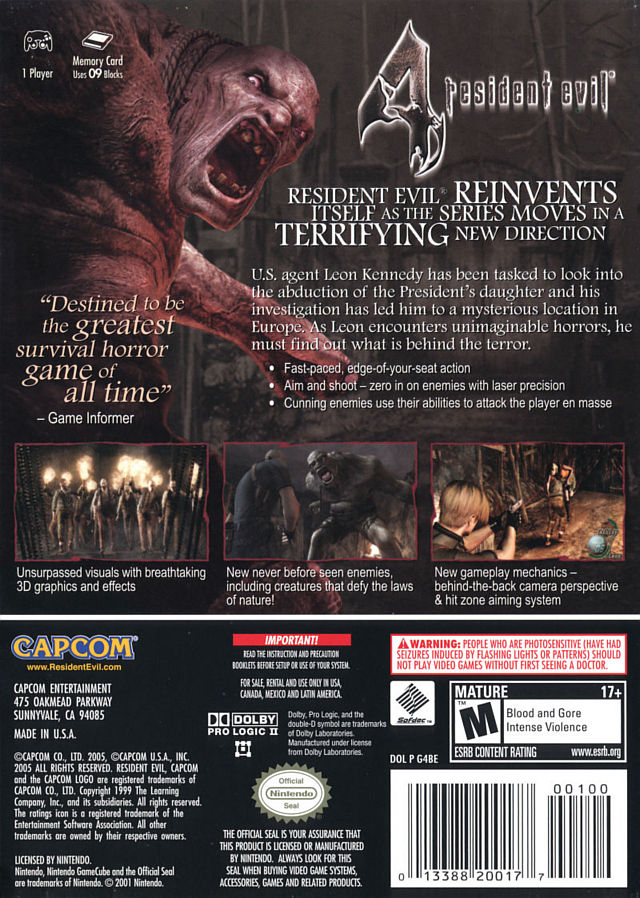 1 Player
Memory Card
Uses 09 Blocks
4 resident evil®
RESIDENT EVIL® REINVENTS
ITSELF AS THE SERIES MOVES IN A
TERRIFYING NEW DIRECTION
U.S. agent Leon Kennedy has been tasked to look into
the abduction of the President's daughter and his
investigation has led him to a mysterious location in
Europe. As Leon encounters unimaginable horrors, he
must find out what is behind the terror.
• Fast-paced, edge-of-your-seat action
• Aim and shoot – zero in on enemies with laser precision
• Cunning enemies use their abilities to attack the player en masse
"Destined to be
the greatest
survival horror
game of
all time"
– Game Informer
Unsurpassed visuals with breathtaking
3D graphics and effects
New never before seen enemies,
including creatures that defy the laws
of nature!
New gameplay mechanics –
behind-the-back camera perspective
& hit zone aiming system
CAPCOM®
www.ResidentEvil.com
CAPCOM ENTERTAINMENT
475 OAKMEAD PARKWAY
SUNNYVALE, CA 94085
MADE IN U.S.A.
©CAPCOM CO., LTD. 2005, ©CAPCOM U.S.A., INC.
2005 ALL RIGHTS RESERVED. RESIDENT EVIL, CAPCOM
and the CAPCOM LOGO are registered trademarks of
CAPCOM CO., LTD. Copyright 1999 The Learning
Company, Inc., and its subsidiaries. All rights reserved.
The ratings icon is a registered trademark of the
Entertainment Software Association. All other
trademarks are owned by their respective owners.
LICENSED BY NINTENDO.
Nintendo, Nintendo GameCube and the Official Seal
are trademarks of Nintendo. © 2001 Nintendo.
IMPORTANT!
READ THE INSTRUCTION AND PRECAUTION
BOOKLETS BEFORE SETUP OR USE OF YOUR SYSTEM.
FOR SALE, RENTAL AND USE ONLY IN USA,
CANADA, MEXICO AND LATIN AMERICA.
DOLBY
PRO LOGIC II
Dolby, Pro Logic, and the
double-D symbol are trademarks
of Dolby Laboratories.
Manufactured under license
from Dolby Laboratories.
Official
Nintendo
Seal
THE OFFICIAL SEAL IS YOUR ASSURANCE THAT
THIS PRODUCT IS LICENSED OR MANUFACTURED
BY NINTENDO. ALWAYS LOOK FOR THIS
SEAL WHEN BUYING VIDEO GAME SYSTEMS,
ACCESSORIES, GAMES AND RELATED PRODUCTS.
WARNING: PEOPLE WHO ARE PHOTOSENSITIVE (HAVE HAD
SEIZURES INDUCED BY FLASHING LIGHTS OR PATTERNS) SHOULD
NOT PLAY VIDEO GAMES WITHOUT FIRST SEEING A DOCTOR.
Sofdec™
DOL P G4BE
MATURE 17+
M™
Blood and Gore
Intense Violence
ESRB CONTENT RATING www.esrb.org
00100
0 13388 20017 7